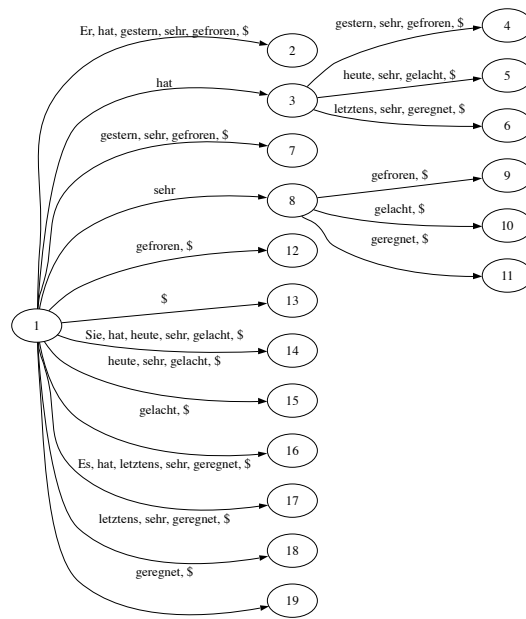 gestern, sehr, gefroren, $
4
Er, hat, gestern, sehr, gefroren, $
2
heute, sehr, gelacht, $
5
hat
3
letztens, sehr, geregnet, $
6
gestern, sehr, gefroren, $
7
gefroren, $
9
sehr
8
gelacht, $
10
geregnet, $
11
gefroren, $
12
$
13
1
Sie, hat, heute, sehr, gelacht, $
14
heute, sehr, gelacht, $
15
gelacht, $
16
Es, hat, letztens, sehr, geregnet, $
17
letztens, sehr, geregnet, $
18
geregnet, $
19